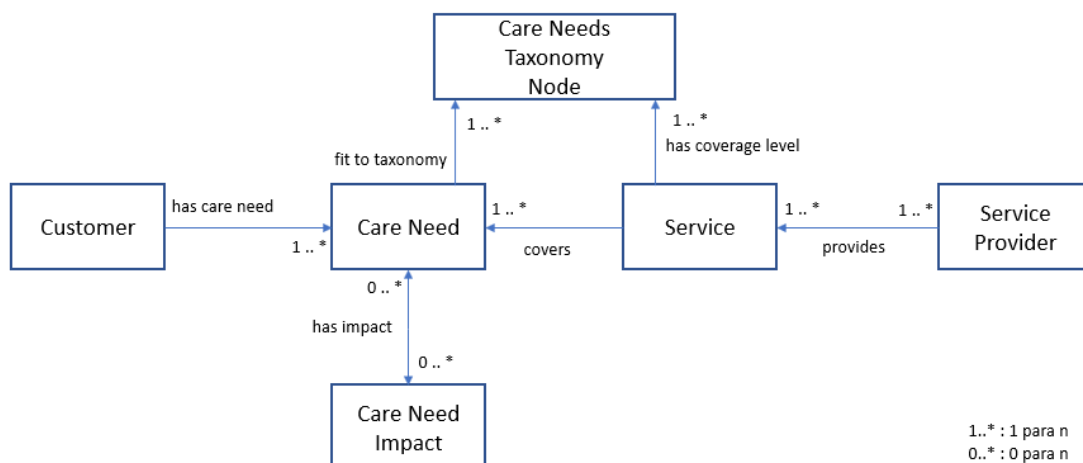 Care Needs
Taxonomy
Node
1 .. *
1 .. *
has coverage level
fit to taxonomy
Customer
has care need
1 .. *
Care Need
1 .. *
covers
Service
1 .. *
provides
1 .. *
Service
Provider
0 .. *
has impact
0 .. *
Care Need
Impact
1..* : 1 para n
0..* : 0 para n